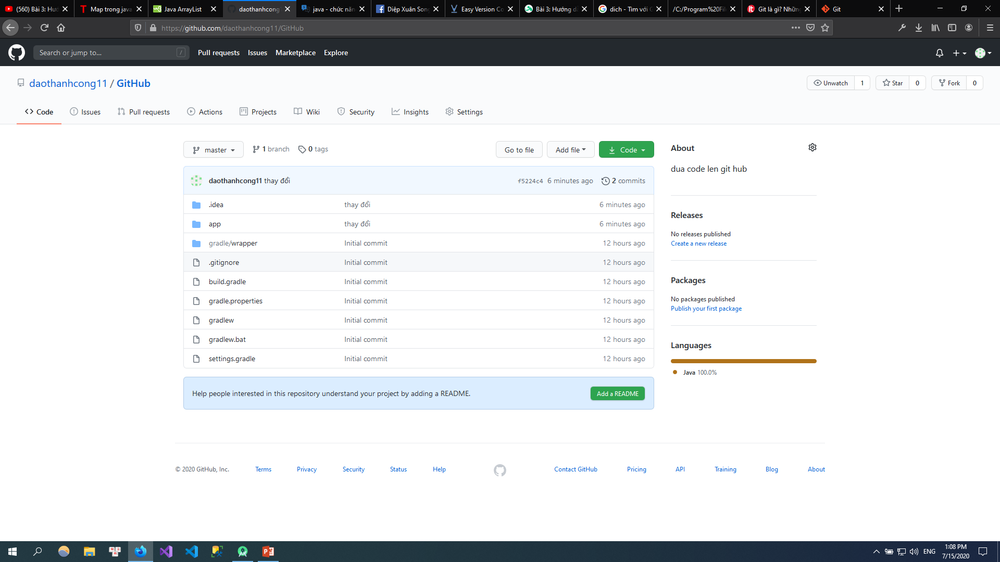 (560) Bài 3: Hướ
Map trong java
Java ArrayList
daothanhcong
java - chức năn
Diệp Xuân Song
Easy Version Co
Bài 3: Hướng d
dich - Tìm với G
/C:/Program%20File
Git là gì? Những
Git
https://github.com/daothanhcong11/GitHub
Search or jump to...
/
Pull requests
Issues
Marketplace
Explore
daothanhcong11 / GitHub
Unwatch 1
Star 0
Fork 0
Code
Issues
Pull requests
Actions
Projects
Wiki
Security
Insights
Settings
master
1 branch
0 tags
Go to file
Add file
Code
daothanhcong11 thay đổi f5224c4 6 minutes ago 2 commits
.idea thay đổi 6 minutes ago
app thay đổi 6 minutes ago
gradle/wrapper Initial commit 12 hours ago
.gitignore Initial commit 12 hours ago
build.gradle Initial commit 12 hours ago
gradle.properties Initial commit 12 hours ago
gradlew Initial commit 12 hours ago
gradlew.bat Initial commit 12 hours ago
settings.gradle Initial commit 12 hours ago
Help people interested in this repository understand your project by adding a README.
Add a README
About
dua code len git hub
Releases
No releases published
Create a new release
Packages
No packages published
Publish your first package
Languages
Java 100.0%
© 2020 GitHub, Inc.
Terms
Privacy
Security
Status
Help
Contact GitHub
Pricing
API
Training
Blog
About
ENG
1:08 PM
7/15/2020